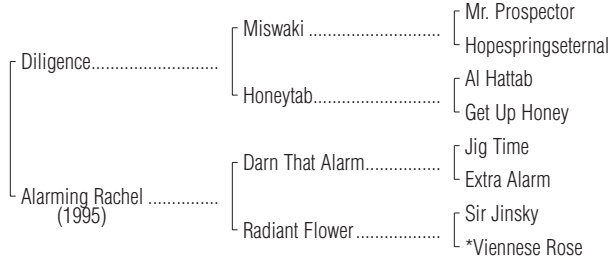 Mr. Prospector
Miswaki ..................................
Hopespringseternal
Diligence.................................
Al Hattab
Honeytab.................................
Get Up Honey
Jig Time
Darn That Alarm...................
Extra Alarm
Alarming Rachel ..................
(1995)
Sir Jinsky
Radiant Flower.....................
*Viennese Rose